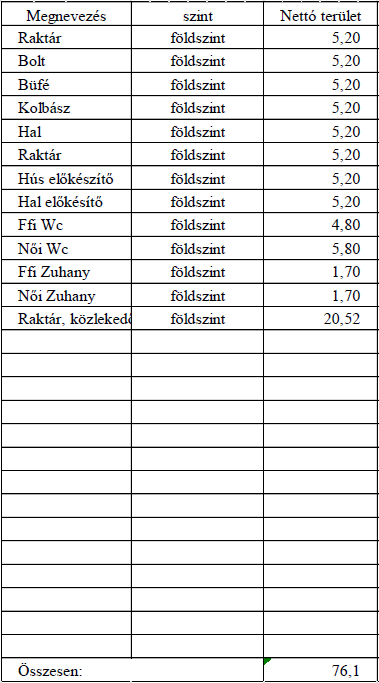 Megnevezés szint Nettó terület
Raktár földszint 5,20
Bolt földszint 5,20
Büfé földszint 5,20
Kolbász földszint 5,20
Hal földszint 5,20
Raktár földszint 5,20
Hús előkészítő földszint 5,20
Hal előkésítő földszint 5,20
Ffi Wc földszint 4,80
Női Wc földszint 5,80
Ffi Zuhany földszint 1,70
Női Zuhany földszint 1,70
Raktár, közlekedő földszint 20,52
Összesen: 76,1